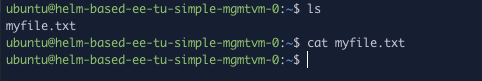 ubuntu@helm-based-ee-tu-simple-mgmtvm-0:~$ ls
myfile.txt
ubuntu@helm-based-ee-tu-simple-mgmtvm-0:~$ cat myfile.txt
ubuntu@helm-based-ee-tu-simple-mgmtvm-0:~$